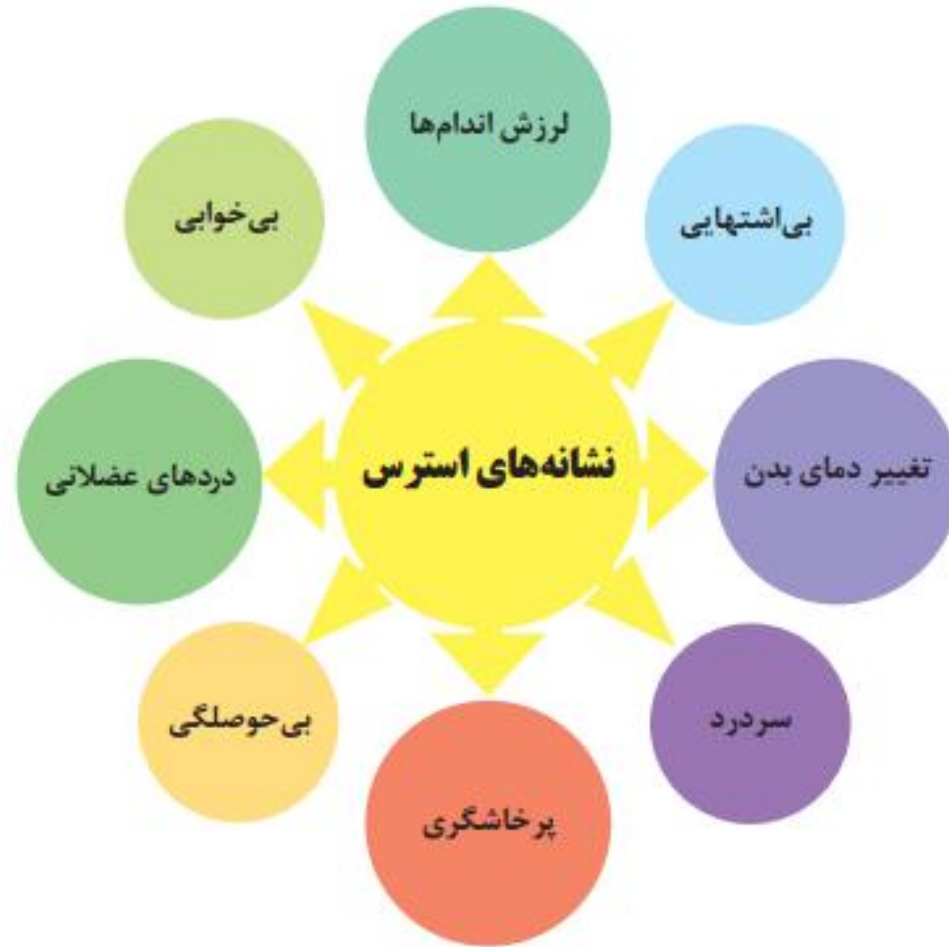 نشانه‌های استرس
لرزش اندام‌ها
بی‌اشتهایی
تغییر دمای بدن
سردرد
پرخاشگری
بی‌حوصلگی
دردهای عضلانی
بی‌خوابی